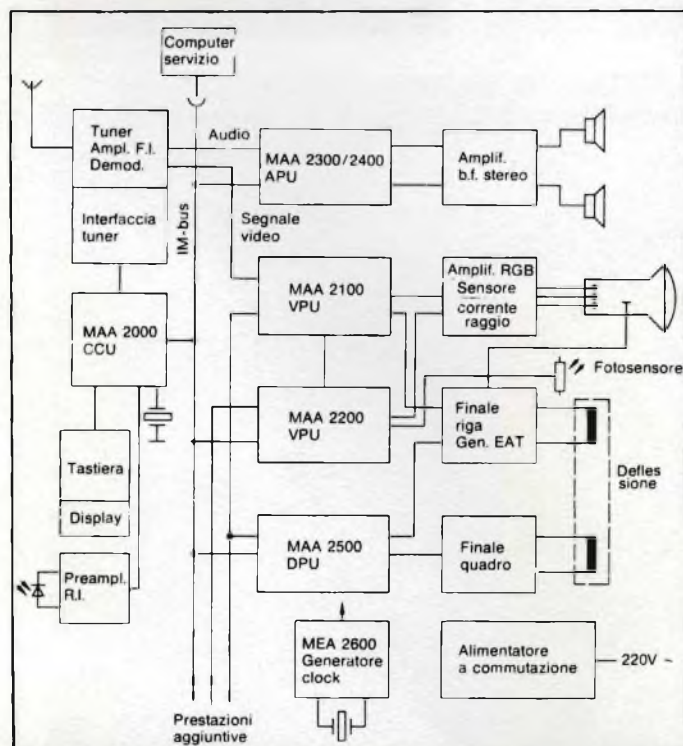 Computer
servizio
Tuner
Ampl. F.I.
Demod.
Audio
MAA 2300/2400
APU
Amplif.
b.f. stereo
Interfaccia
tuner
IM-bus
Segnale
video
MAA 2100
VPU
Amplif. RGB
Sensore
corrente
raggio
MAA 2000
CCU
Fotosensore
MAA 2200
VPU
Finale
riga
Gen. EAT
Tastiera
Display
Defles
sione
MAA 2500
DPU
Finale
quadro
Preampl.
R.I.
MEA 2600
Generatore
clock
Alimentatore
a commutazione
220V ~
Prestazioni
aggiuntive